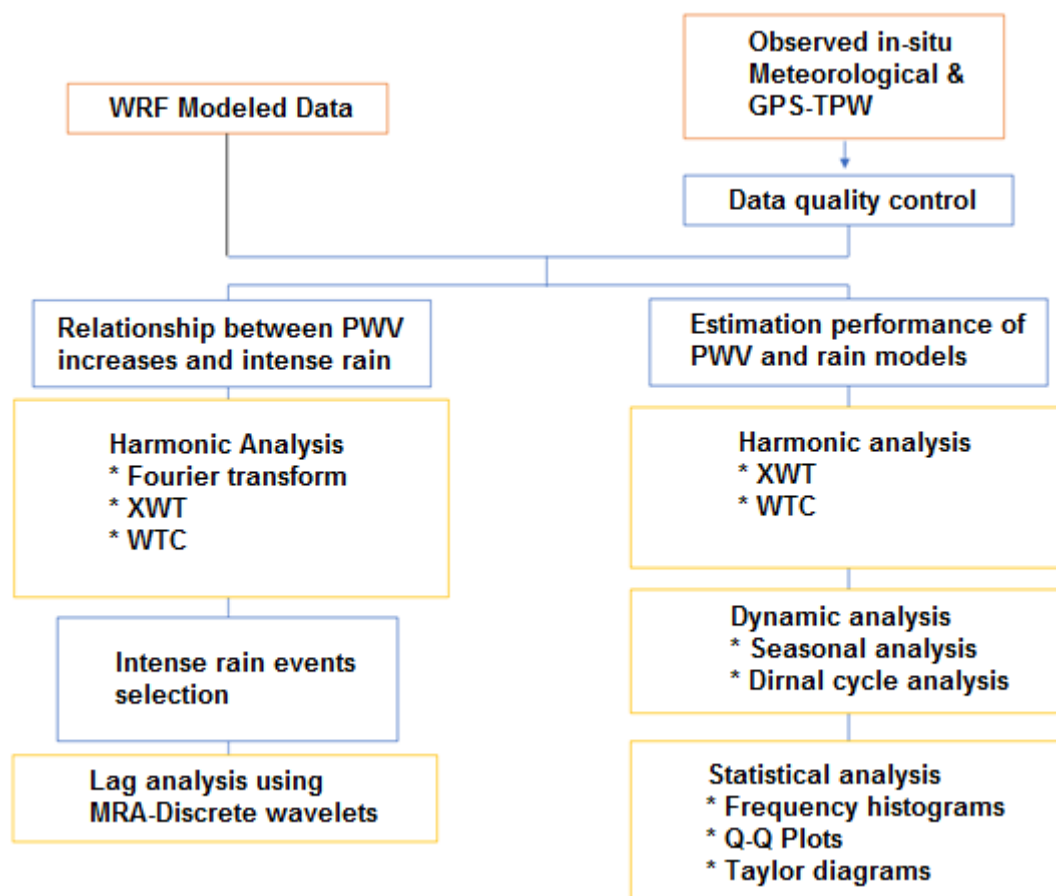 Observed in-situ
Meteorological &
GPS-TPW
WRF Modeled Data
Data quality control
Relationship between PWV
increases and intense rain
Estimation performance of
PWV and rain models
Harmonic Analysis
* Fourier transform
* XWT
* WTC
Harmonic analysis
* XWT
* WTC
Intense rain events
selection
Dynamic analysis
* Seasonal analysis
* Dirnal cycle analysis
Lag analysis using
MRA-Discrete wavelets
Statistical analysis
* Frequency histograms
* Q-Q Plots
* Taylor diagrams